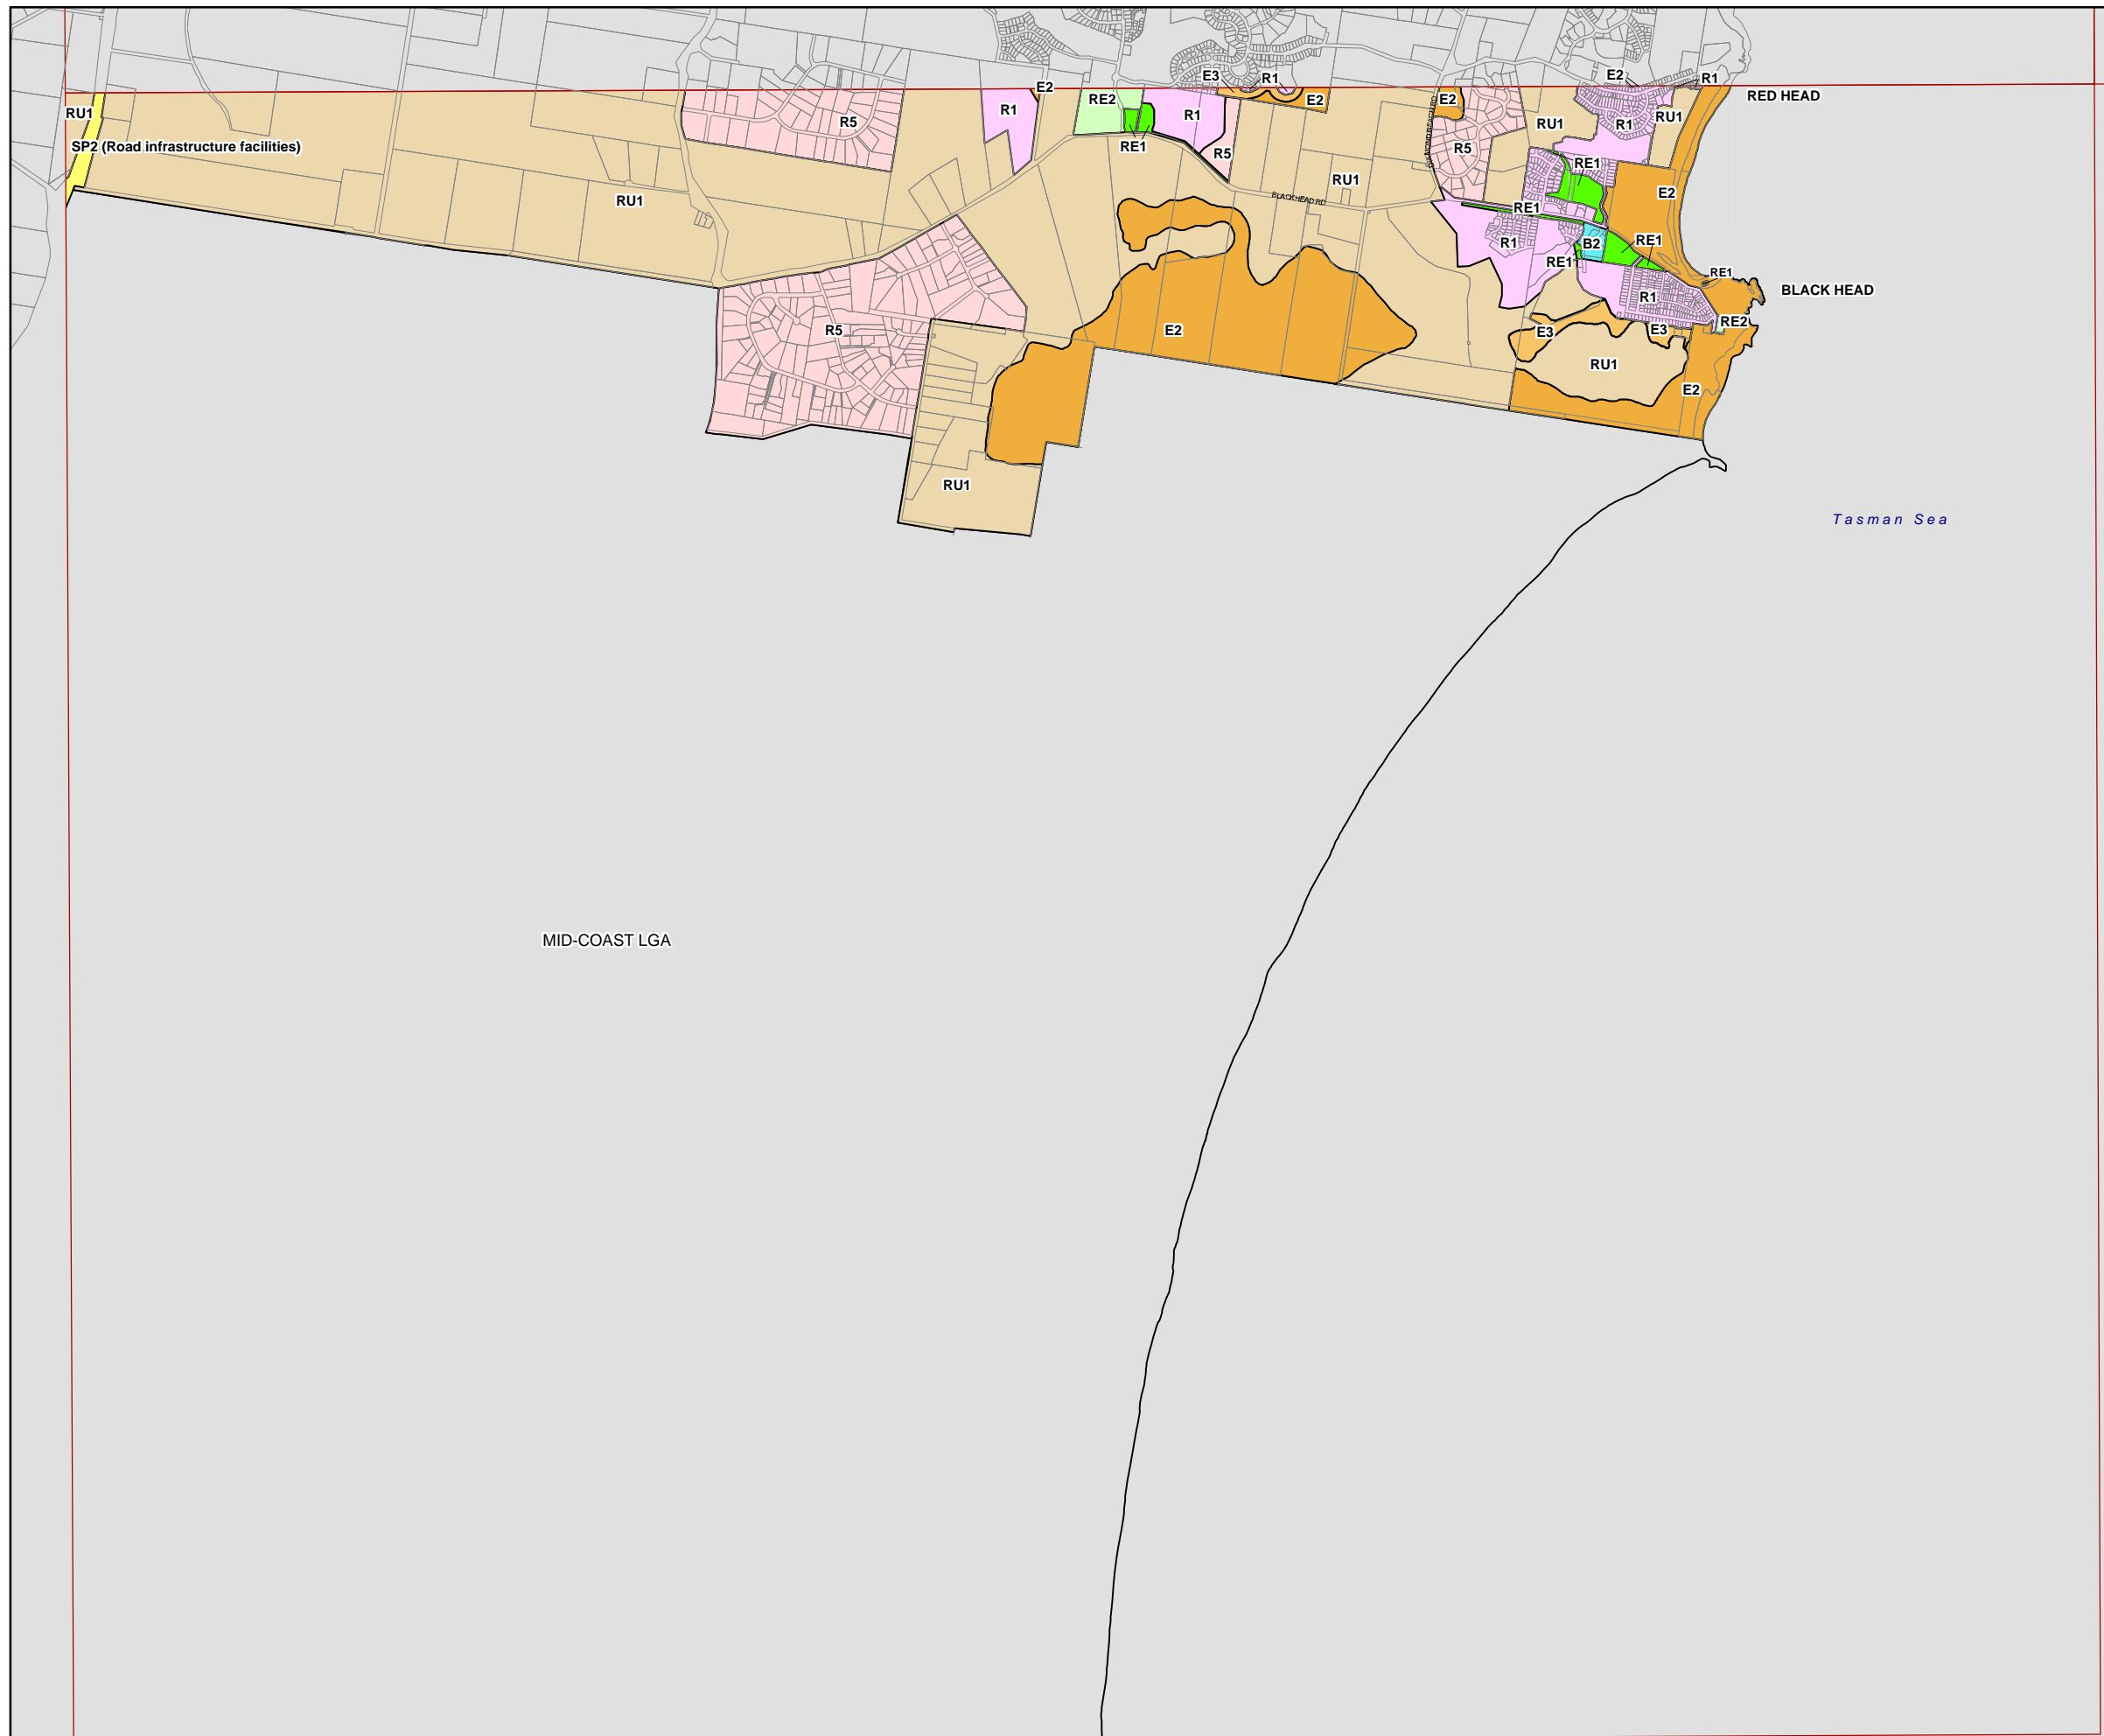 E3
R1
E2
R1
E2
RED HEAD
RE2
E2
E2
RU1
R1
R5
RU1
RU1
R1
SP2 (Road infrastructure facilities)
RE1
R5
R5
RE1
RU1
E2
RU1
BLACKHEAD RD
RE1
R1
B2
RE1
RE1
RE1
BLACK HEAD
R1
RE2
R5
E2
E3
E3
RU1
E2
RU1
Tasman Sea
MID-COAST LGA